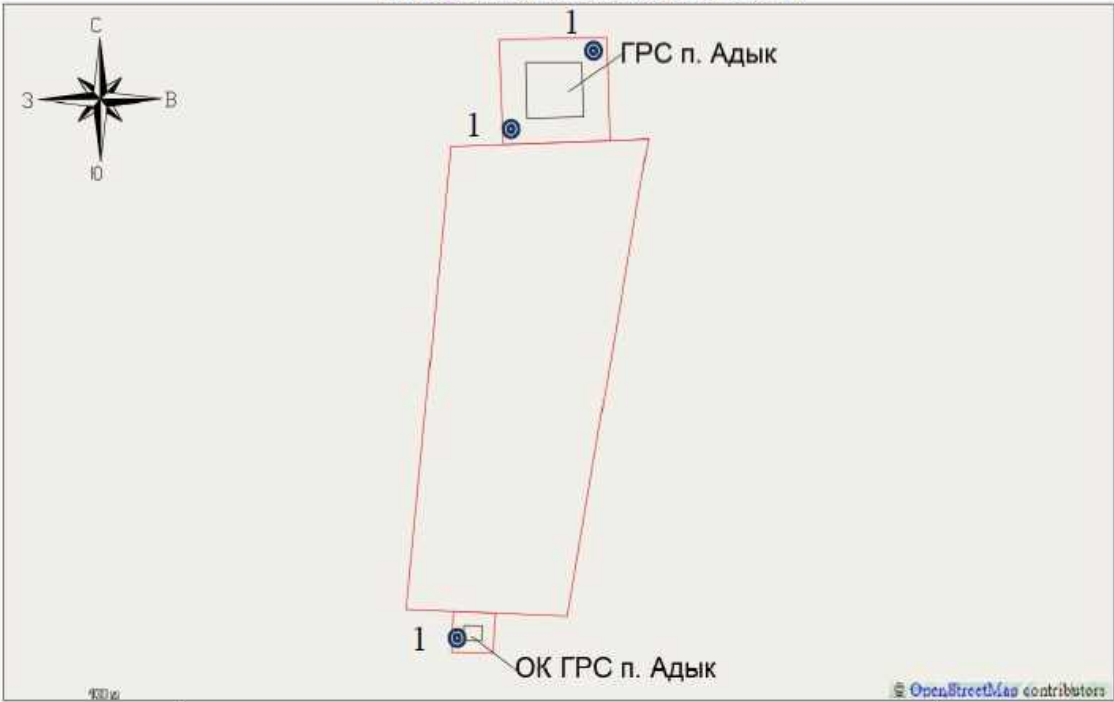 С
1
ГРС п. Адык
З
В
1
Ю
1
ОК ГРС п. Адык
© OpenStreetMap contributors